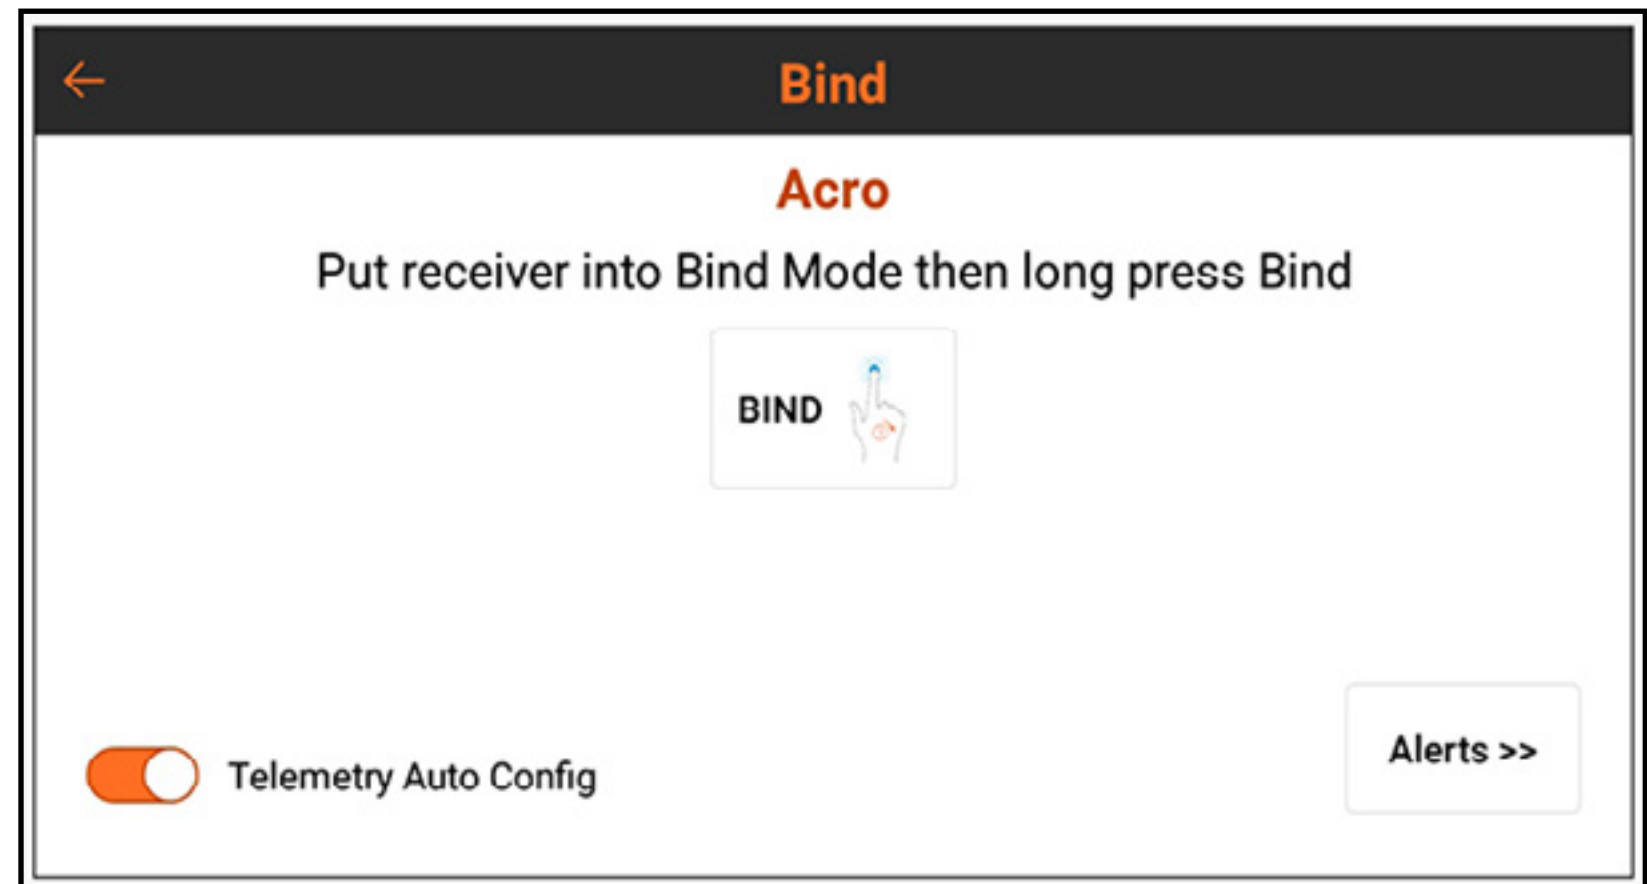 Bind
Acro
Put receiver into Bind Mode then long press Bind
BIND
Alerts >>
Telemetry Auto Config